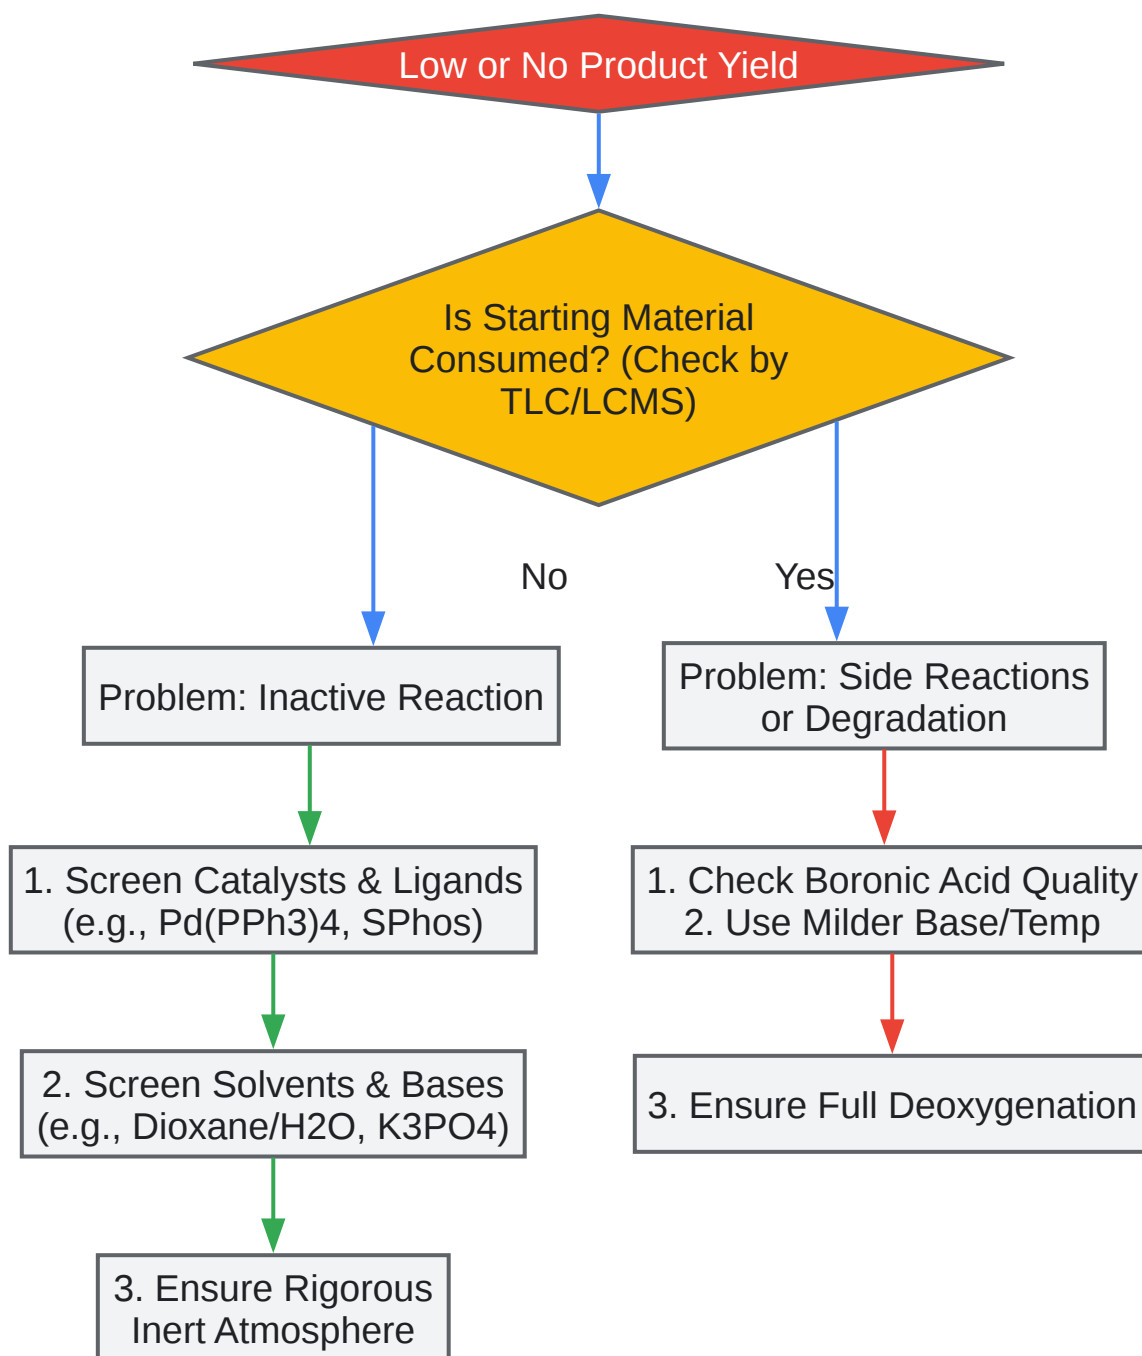 Low or No Product Yield
Is Starting Material
Consumed? (Check by
TLC/LCMS)
No
Yes
Problem: Inactive Reaction
Problem: Side Reactions
or Degradation
1. Screen Catalysts & Ligands
(e.g., Pd(PPh3)4, SPhos)
1. Check Boronic Acid Quality
2. Use Milder Base/Temp
2. Screen Solvents & Bases
(e.g., Dioxane/H2O, K3PO4)
3. Ensure Full Deoxygenation
3. Ensure Rigorous
Inert Atmosphere